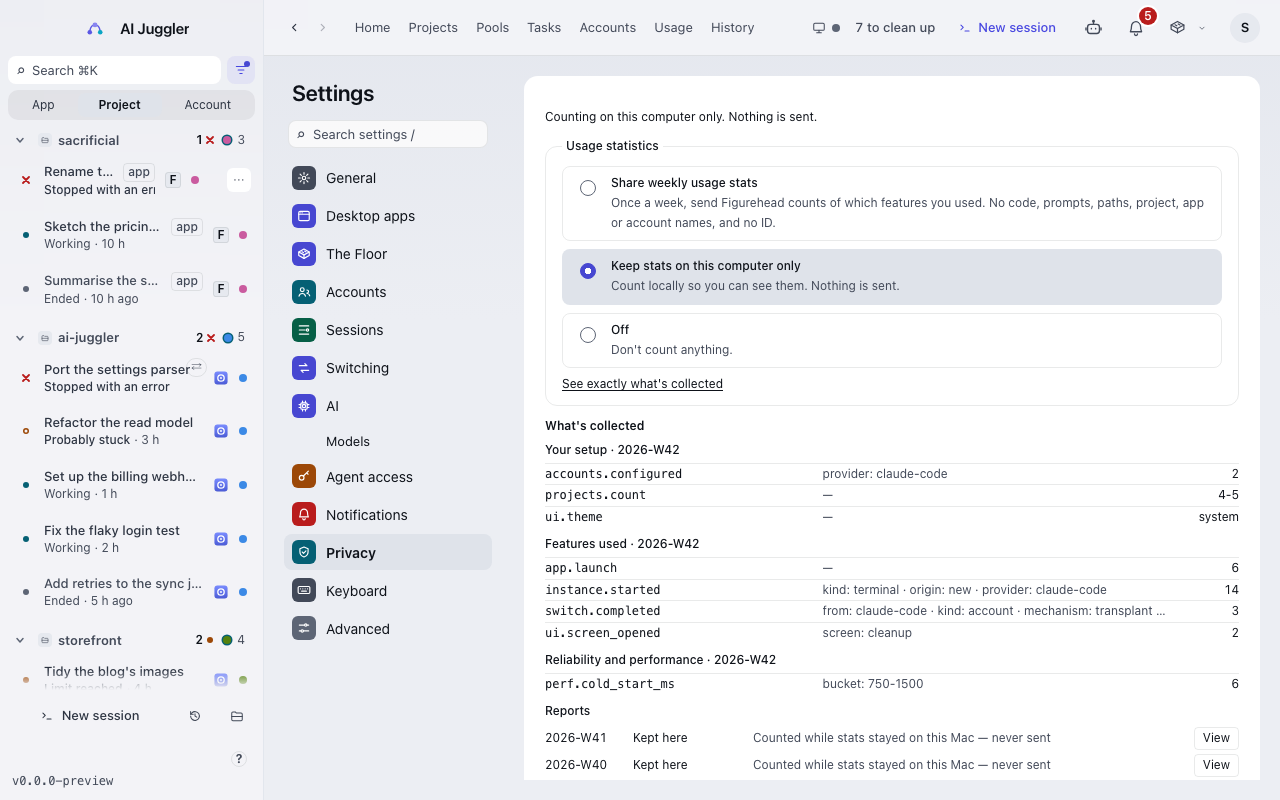 AI Juggler
Search ⌘K
App Project Account
sacrificial 1 3
Rename t... app F
Stopped with an err
Sketch the pricin... app F
Working · 10 h
Summarise the s... app F
Ended · 10 h ago
ai-juggler 2 5
Port the settings parser
Stopped with an error
Refactor the read model
Probably stuck · 3 h
Set up the billing webh...
Working · 1 h
Fix the flaky login test
Working · 2 h
Add retries to the sync j...
Ended · 5 h ago
storefront 2 4
Tidy the blog's images
New session
?
v0.0.0-preview
Home Projects Pools Tasks Accounts Usage History 7 to clean up New session 5 S
Settings
Search settings /
General
Desktop apps
The Floor
Accounts
Sessions
Switching
AI
Models
Agent access
Notifications
Privacy
Keyboard
Advanced
Counting on this computer only. Nothing is sent.
Usage statistics
Share weekly usage stats
Once a week, send Figurehead counts of which features you used. No code, prompts, paths, project, app
or account names, and no ID.
Keep stats on this computer only
Count locally so you can see them. Nothing is sent.
Off
Don't count anything.
See exactly what's collected
What's collected
Your setup · 2026-W42
accounts.configured provider: claude-code 2
projects.count — 4-5
ui.theme — system
Features used · 2026-W42
app.launch — 6
instance.started kind: terminal · origin: new · provider: claude-code 14
switch.completed from: claude-code · kind: account · mechanism: transplant ... 3
ui.screen_opened screen: cleanup 2
Reliability and performance · 2026-W42
perf.cold_start_ms bucket: 750-1500 6
Reports
2026-W41 Kept here Counted while stats stayed on this Mac — never sent View
2026-W40 Kept here Counted while stats stayed on this Mac — never sent View